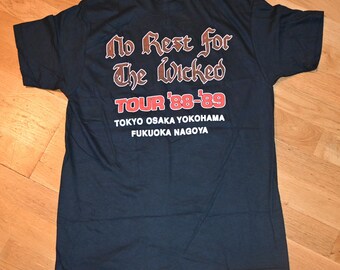 No Rest for
The Wicked
TOUR '88-'89
TOKYO OSAKA YOKOHAMA
FUKUOKA NAGOYA